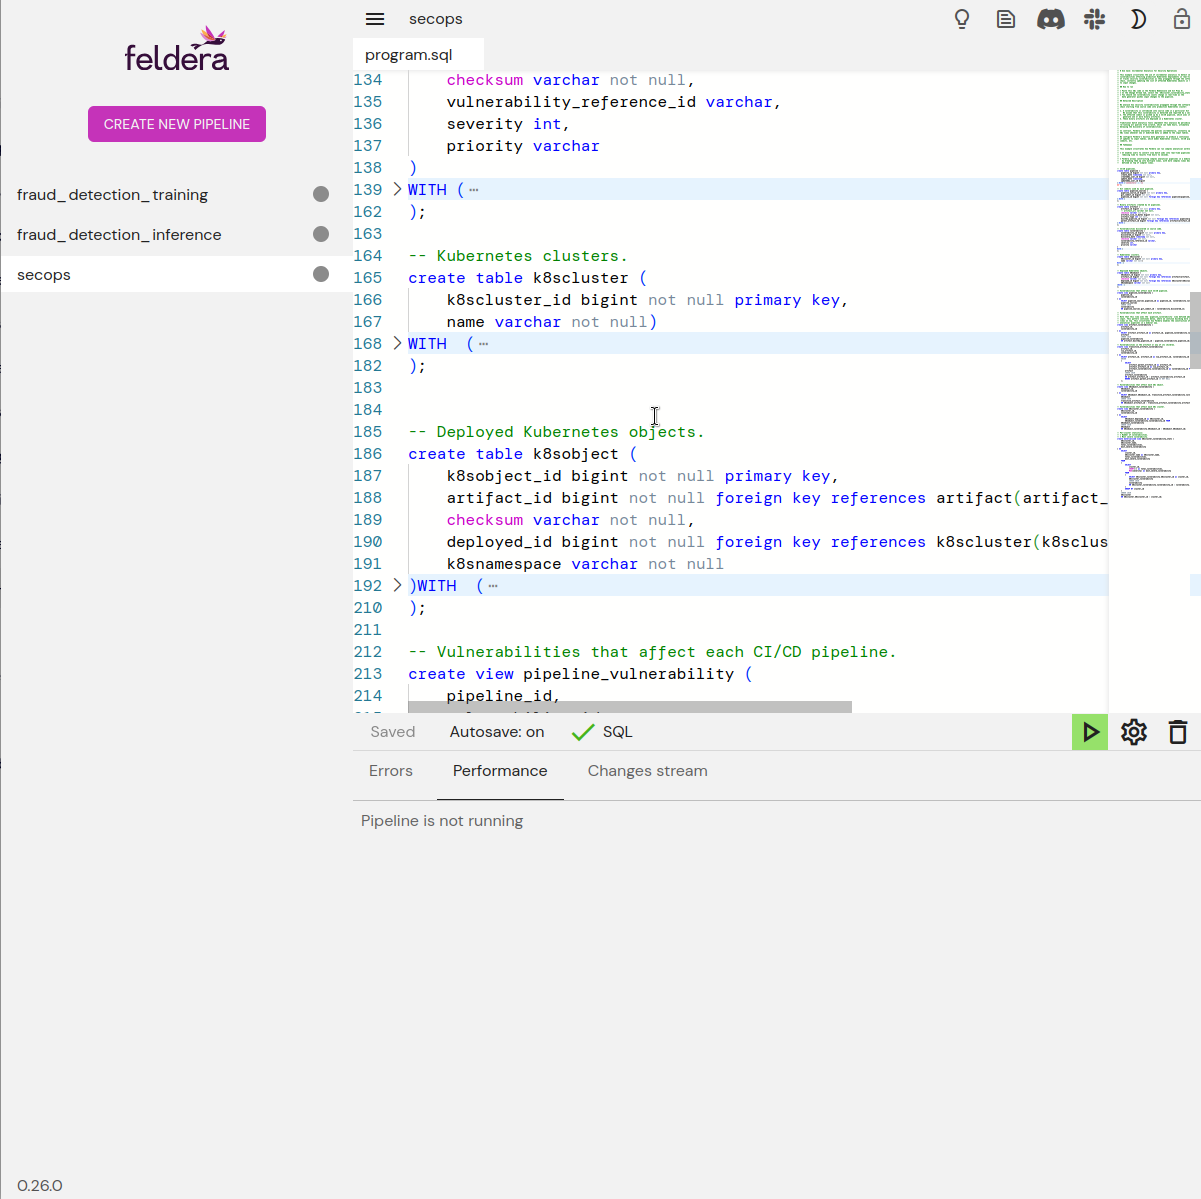 feldera
CREATE NEW PIPELINE
fraud_detection_training
fraud_detection_inference
secops
0.26.0
secops
program.sql
134 checksum varchar not null,
135 vulnerability_reference_id varchar,
136 severity int,
137 priority varchar
138 )
139 WITH ( ⋯
162 );
163
164 -- Kubernetes clusters.
165 create table k8scluster (
166 k8scluster_id bigint not null primary key,
167 name varchar not null)
168 WITH  ( ⋯
182 );
183
184
185 -- Deployed Kubernetes objects.
186 create table k8sobject (
187 k8sobject_id bigint not null primary key,
188 artifact_id bigint not null foreign key references artifact(artifact_
189 checksum varchar not null,
190 deployed_id bigint not null foreign key references k8scluster(k8sclus
191 k8snamespace varchar not null
192 )WITH  ( ⋯
210 );
211
212 -- Vulnerabilities that affect each CI/CD pipeline.
213 create view pipeline_vulnerability (
214 pipeline_id,
Saved Autosave: on SQL
Errors Performance Changes stream
Pipeline is not running